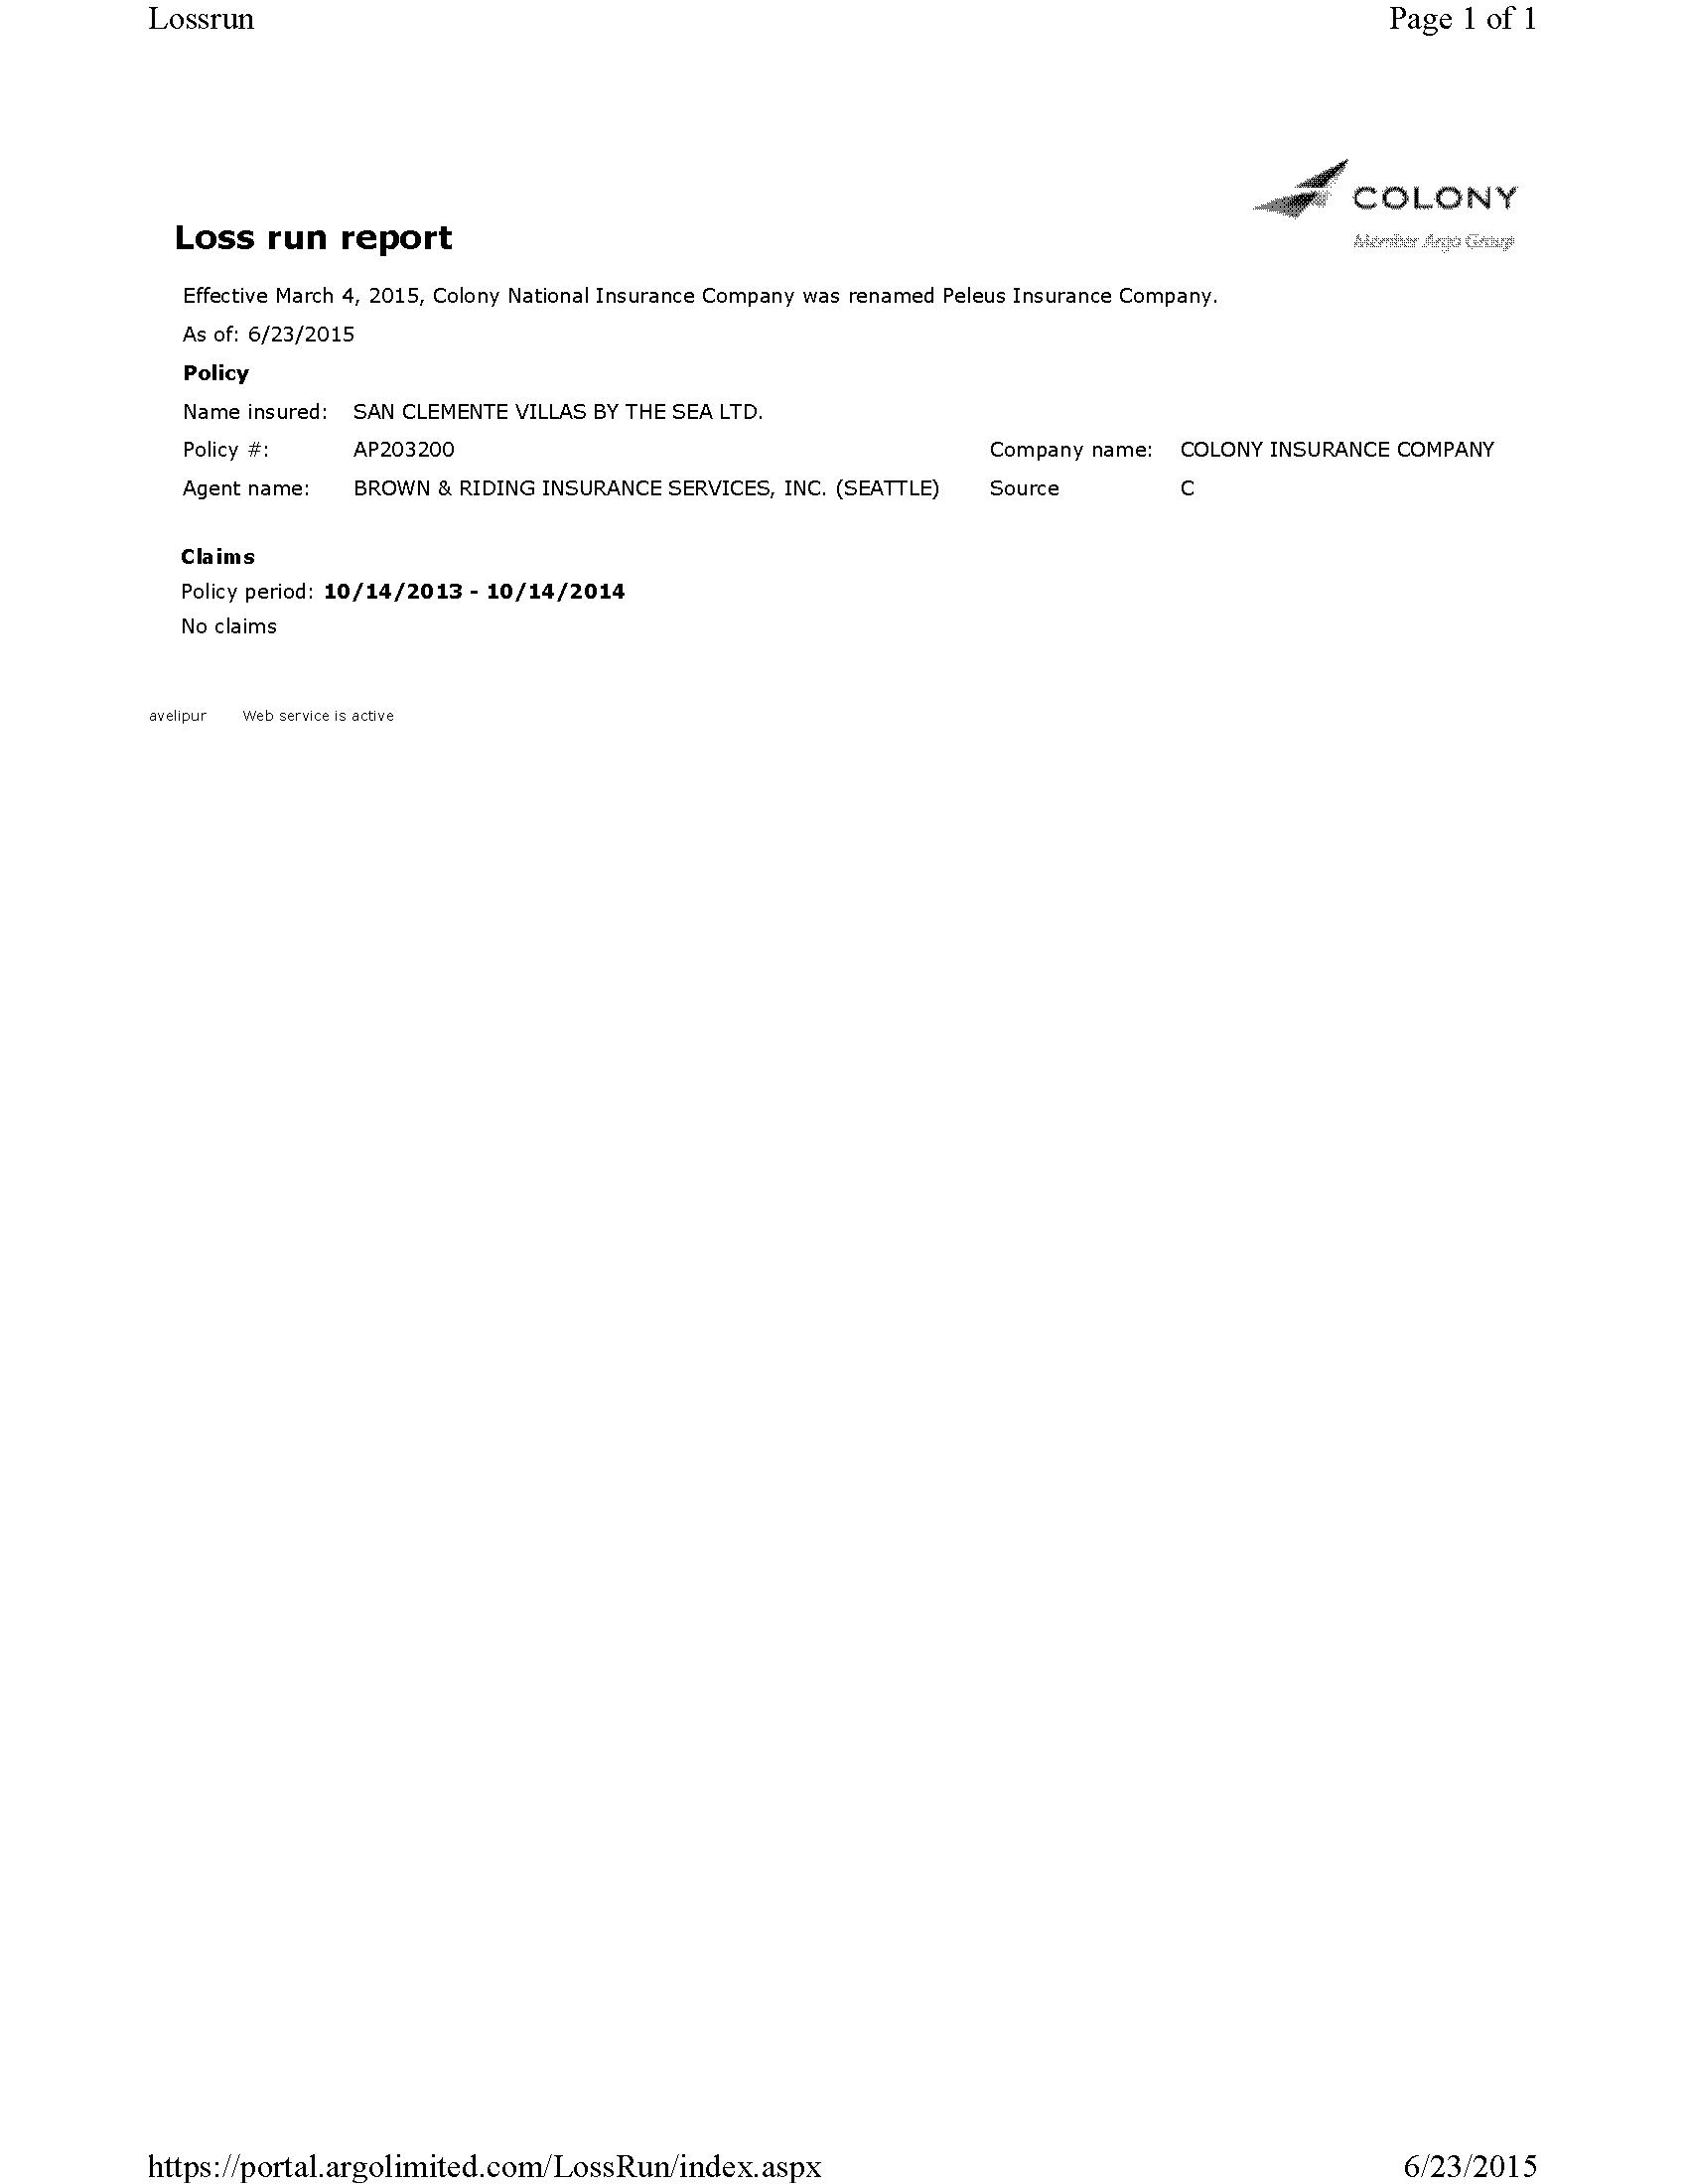 Lossrun Page 1 of 1
COLONY
Member Argo Group
Loss run report
Effective March 4, 2015, Colony National Insurance Company was renamed Peleus Insurance Company.
As of: 6/23/2015
Policy
Name insured: SAN CLEMENTE VILLAS BY THE SEA LTD.
Policy #: AP203200 Company name: COLONY INSURANCE COMPANY
Agent name: BROWN & RIDING INSURANCE SERVICES, INC. (SEATTLE) Source C
Claims
Policy period: 10/14/2013 - 10/14/2014
No claims
avelipur Web service is active
https://portal.argolimited.com/LossRun/index.aspx 6/23/2015